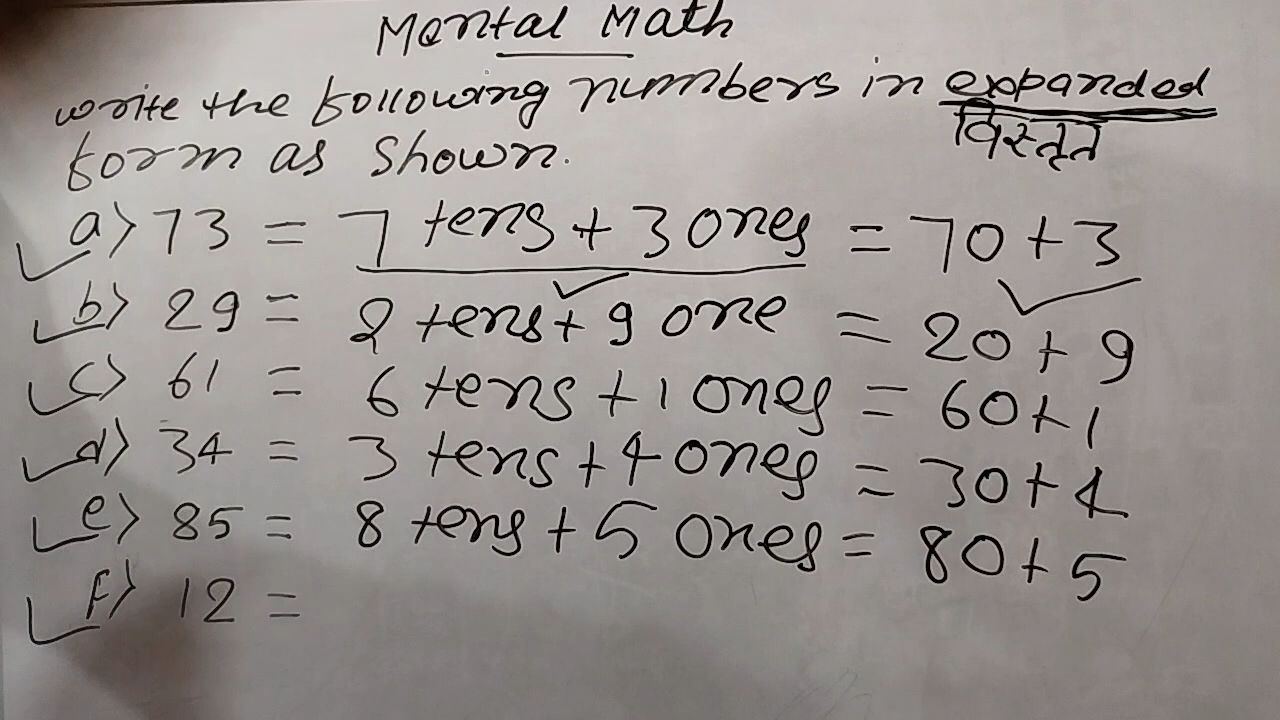 Mental Math
write the following numbers in expanded
विस्तृत
form as shown.
a) 73 = 7 tens + 3 ones = 70 + 3
b) 29 = 2 tens + 9 one = 20 + 9
c) 61 = 6 tens + 1 ones = 60 + 1
d) 34 = 3 tens + 4 ones = 30 + 4
e) 85 = 8 tens + 5 ones = 80 + 5
f) 12 =